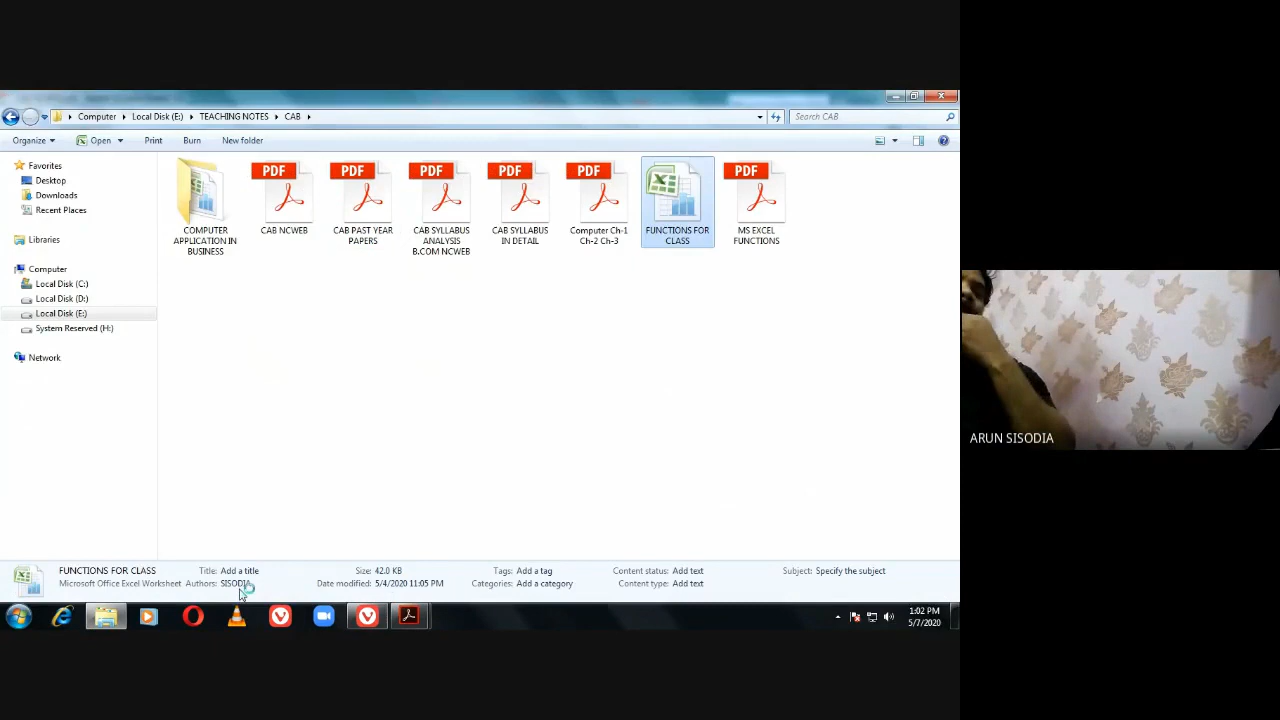 Computer Local Disk (E:) TEACHING NOTES CAB
Search CAB
Organize Open Print Burn New folder
Favorites
Desktop
Downloads
Recent Places
Libraries
Computer
Local Disk (C:)
Local Disk (D:)
Local Disk (E:)
System Reserved (H:)
Network
COMPUTER
APPLICATION IN
BUSINESS
PDF
CAB NCWEB
PDF
CAB PAST YEAR
PAPERS
PDF
CAB SYLLABUS
ANALYSIS
B.COM NCWEB
PDF
CAB SYLLABUS
IN DETAIL
PDF
Computer Ch-1
Ch-2 Ch-3
FUNCTIONS FOR
CLASS
PDF
MS EXCEL
FUNCTIONS
ARUN SISODIA
FUNCTIONS FOR CLASS Title: Add a title Size: 42.0 KB Tags: Add a tag Content status: Add text Subject: Specify the subject
Microsoft Office Excel Worksheet Authors: SISODIA Date modified: 5/4/2020 11:05 PM Categories: Add a category Content type: Add text
1:02 PM
5/7/2020